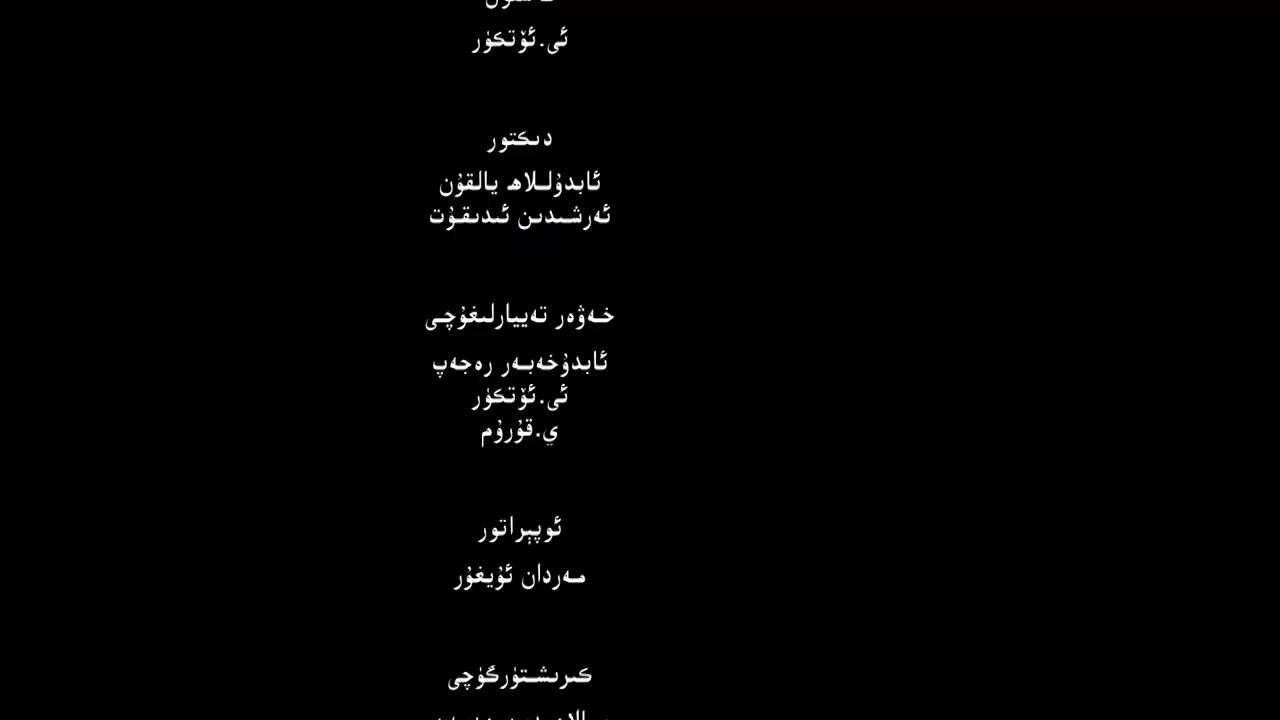 ئى.ئۆتكۈر
دىكتور
ئابدۇللاھ يالقۇن
ئەرشىدىن ئىدىقۇت
خەۋەر تەييارلىغۇچى
ئابدۇخەبەر رەجەپ
ئى.ئۆتكۈر
ي.قۇرۇم
ئوپېراتور
مەردان ئۇيغۇر
كىرىشتۈرگۈچى